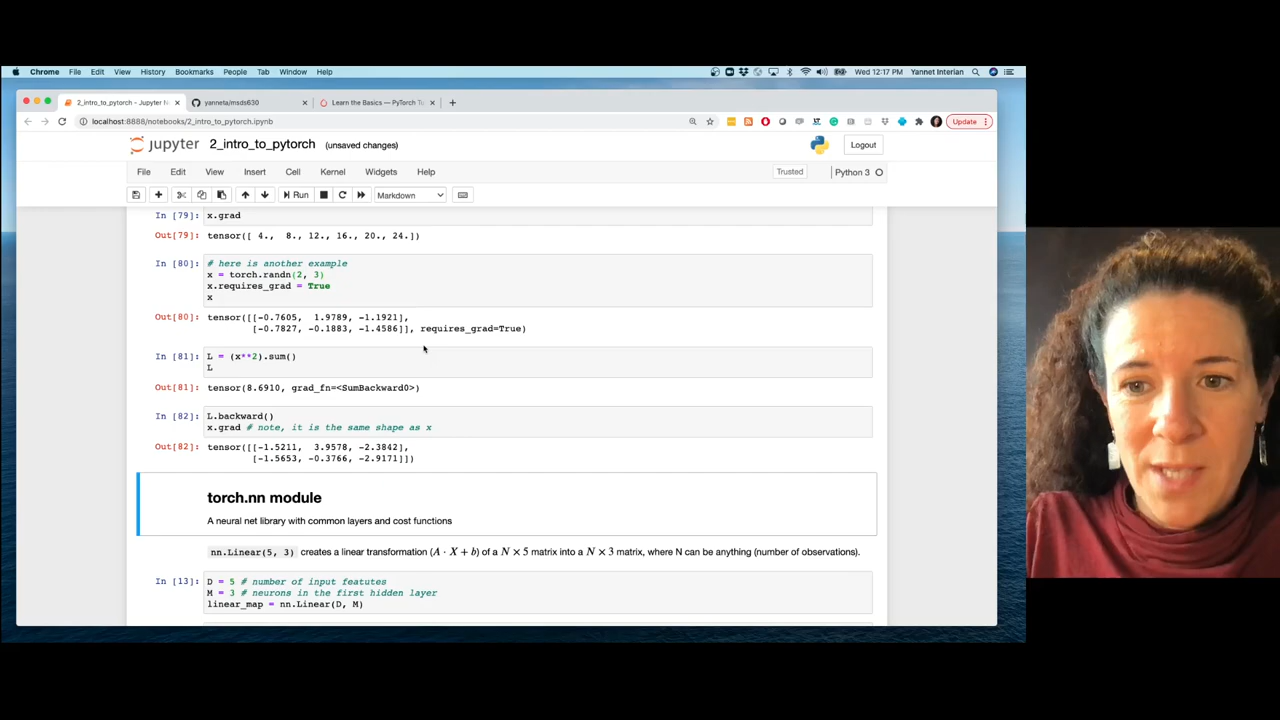 Chrome File Edit View History Bookmarks People Tab Window Help Wed 12:17 PM Yannet Interian
2_intro_to_pytorch - Jupyter N yanneta/msds630 Learn the Basics — PyTorch Tu
localhost:8888/notebooks/2_intro_to_pytorch.ipynb Update
jupyter 2_intro_to_pytorch (unsaved changes) Logout
File Edit View Insert Cell Kernel Widgets Help Trusted Python 3
Run Markdown
In [79]: x.grad
Out[79]: tensor([ 4., 8., 12., 16., 20., 24.])
In [80]: # here is another example
x = torch.randn(2, 3)
x.requires_grad = True
x
Out[80]: tensor([[-0.7605, 1.9789, -1.1921],
[-0.7827, -0.1883, -1.4586]], requires_grad=True)
In [81]: L = (x**2).sum()
L
Out[81]: tensor(8.6910, grad_fn=<SumBackward0>)
In [82]: L.backward()
x.grad # note, it is the same shape as x
Out[82]: tensor([[-1.5211, 3.9578, -2.3842],
[-1.5653, -0.3766, -2.9171]])
torch.nn module
A neural net library with common layers and cost functions
nn.Linear(5, 3) creates a linear transformation (A · X + b) of a N × 5 matrix into a N × 3 matrix, where N can be anything (number of observations).
In [13]: D = 5 # number of input featutes
M = 3 # neurons in the first hidden layer
linear_map = nn.Linear(D, M)